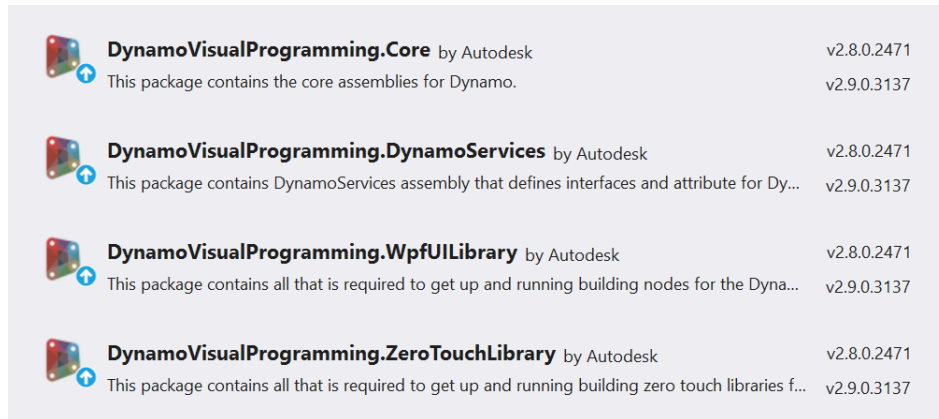 DynamoVisualProgramming.Core by Autodesk v2.8.0.2471
This package contains the core assemblies for Dynamo. v2.9.0.3137
DynamoVisualProgramming.DynamoServices by Autodesk v2.8.0.2471
This package contains DynamoServices assembly that defines interfaces and attribute for Dy... v2.9.0.3137
DynamoVisualProgramming.WpfUILibrary by Autodesk v2.8.0.2471
This package contains all that is required to get up and running building nodes for the Dyna... v2.9.0.3137
DynamoVisualProgramming.ZeroTouchLibrary by Autodesk v2.8.0.2471
This package contains all that is required to get up and running building zero touch libraries f... v2.9.0.3137